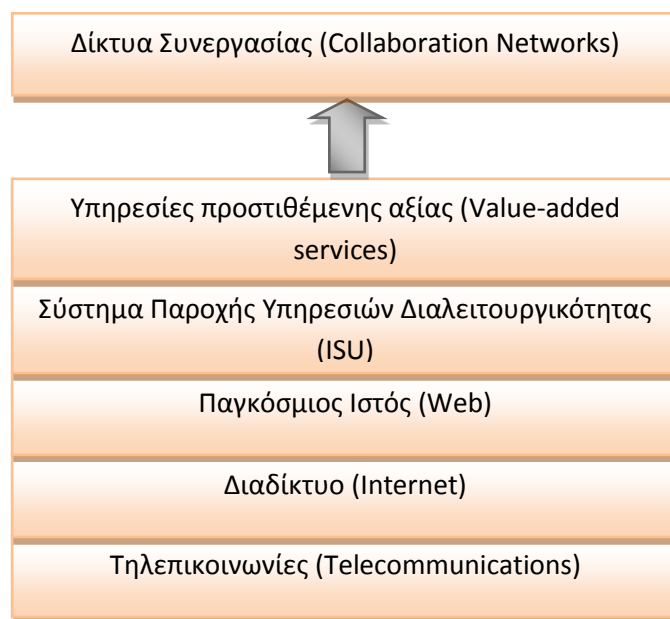 Δίκτυα Συνεργασίας (Collaboration Networks)
Υπηρεσίες προστιθέμενης αξίας (Value-added
services)
Σύστημα Παροχής Υπηρεσιών Διαλειτουργικότητας
(ISU)
Παγκόσμιος Ιστός (Web)
Διαδίκτυο (Internet)
Τηλεπικοινωνίες (Telecommunications)